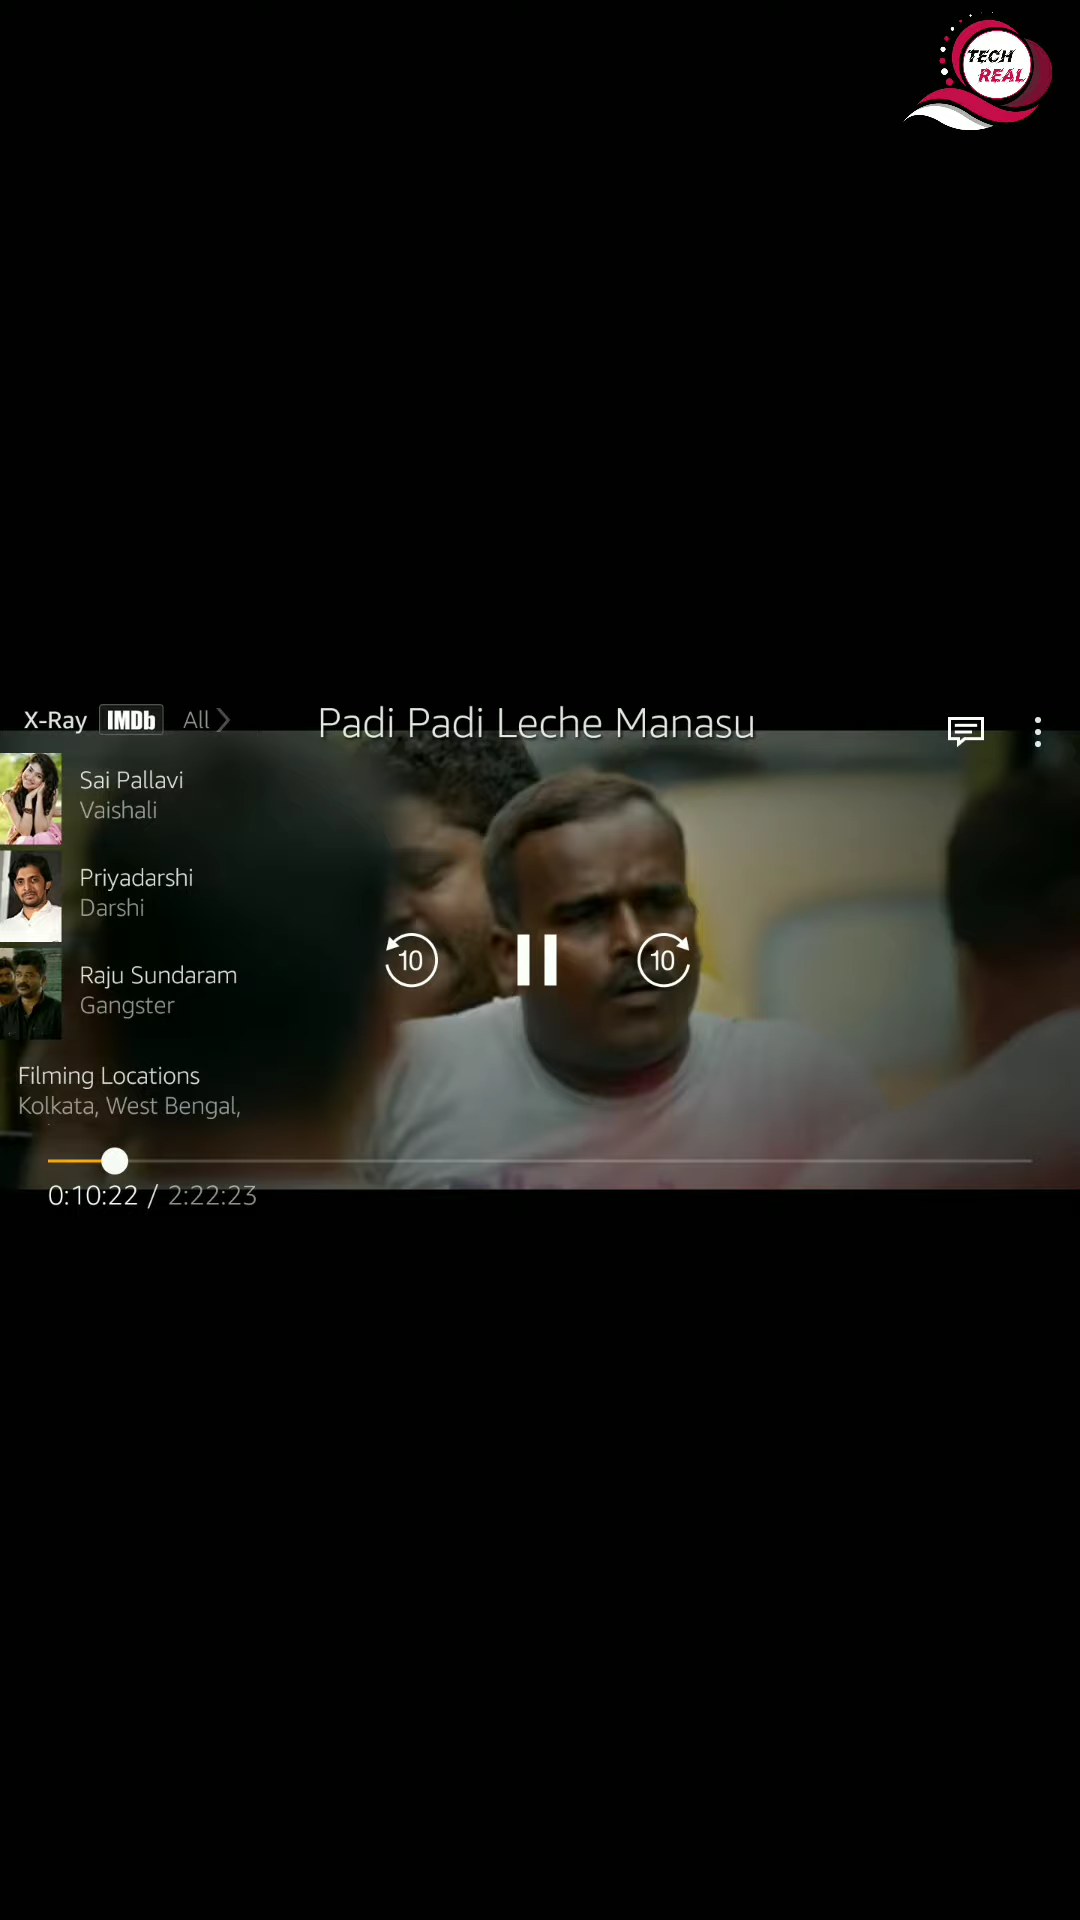 TECH
REAL
X-Ray IMDb All
Padi Padi Leche Manasu
Sai Pallavi
Vaishali
Priyadarshi
Darshi
Raju Sundaram
Gangster
Filming Locations
Kolkata, West Bengal,
10
10
0:10:22 / 2:22:23